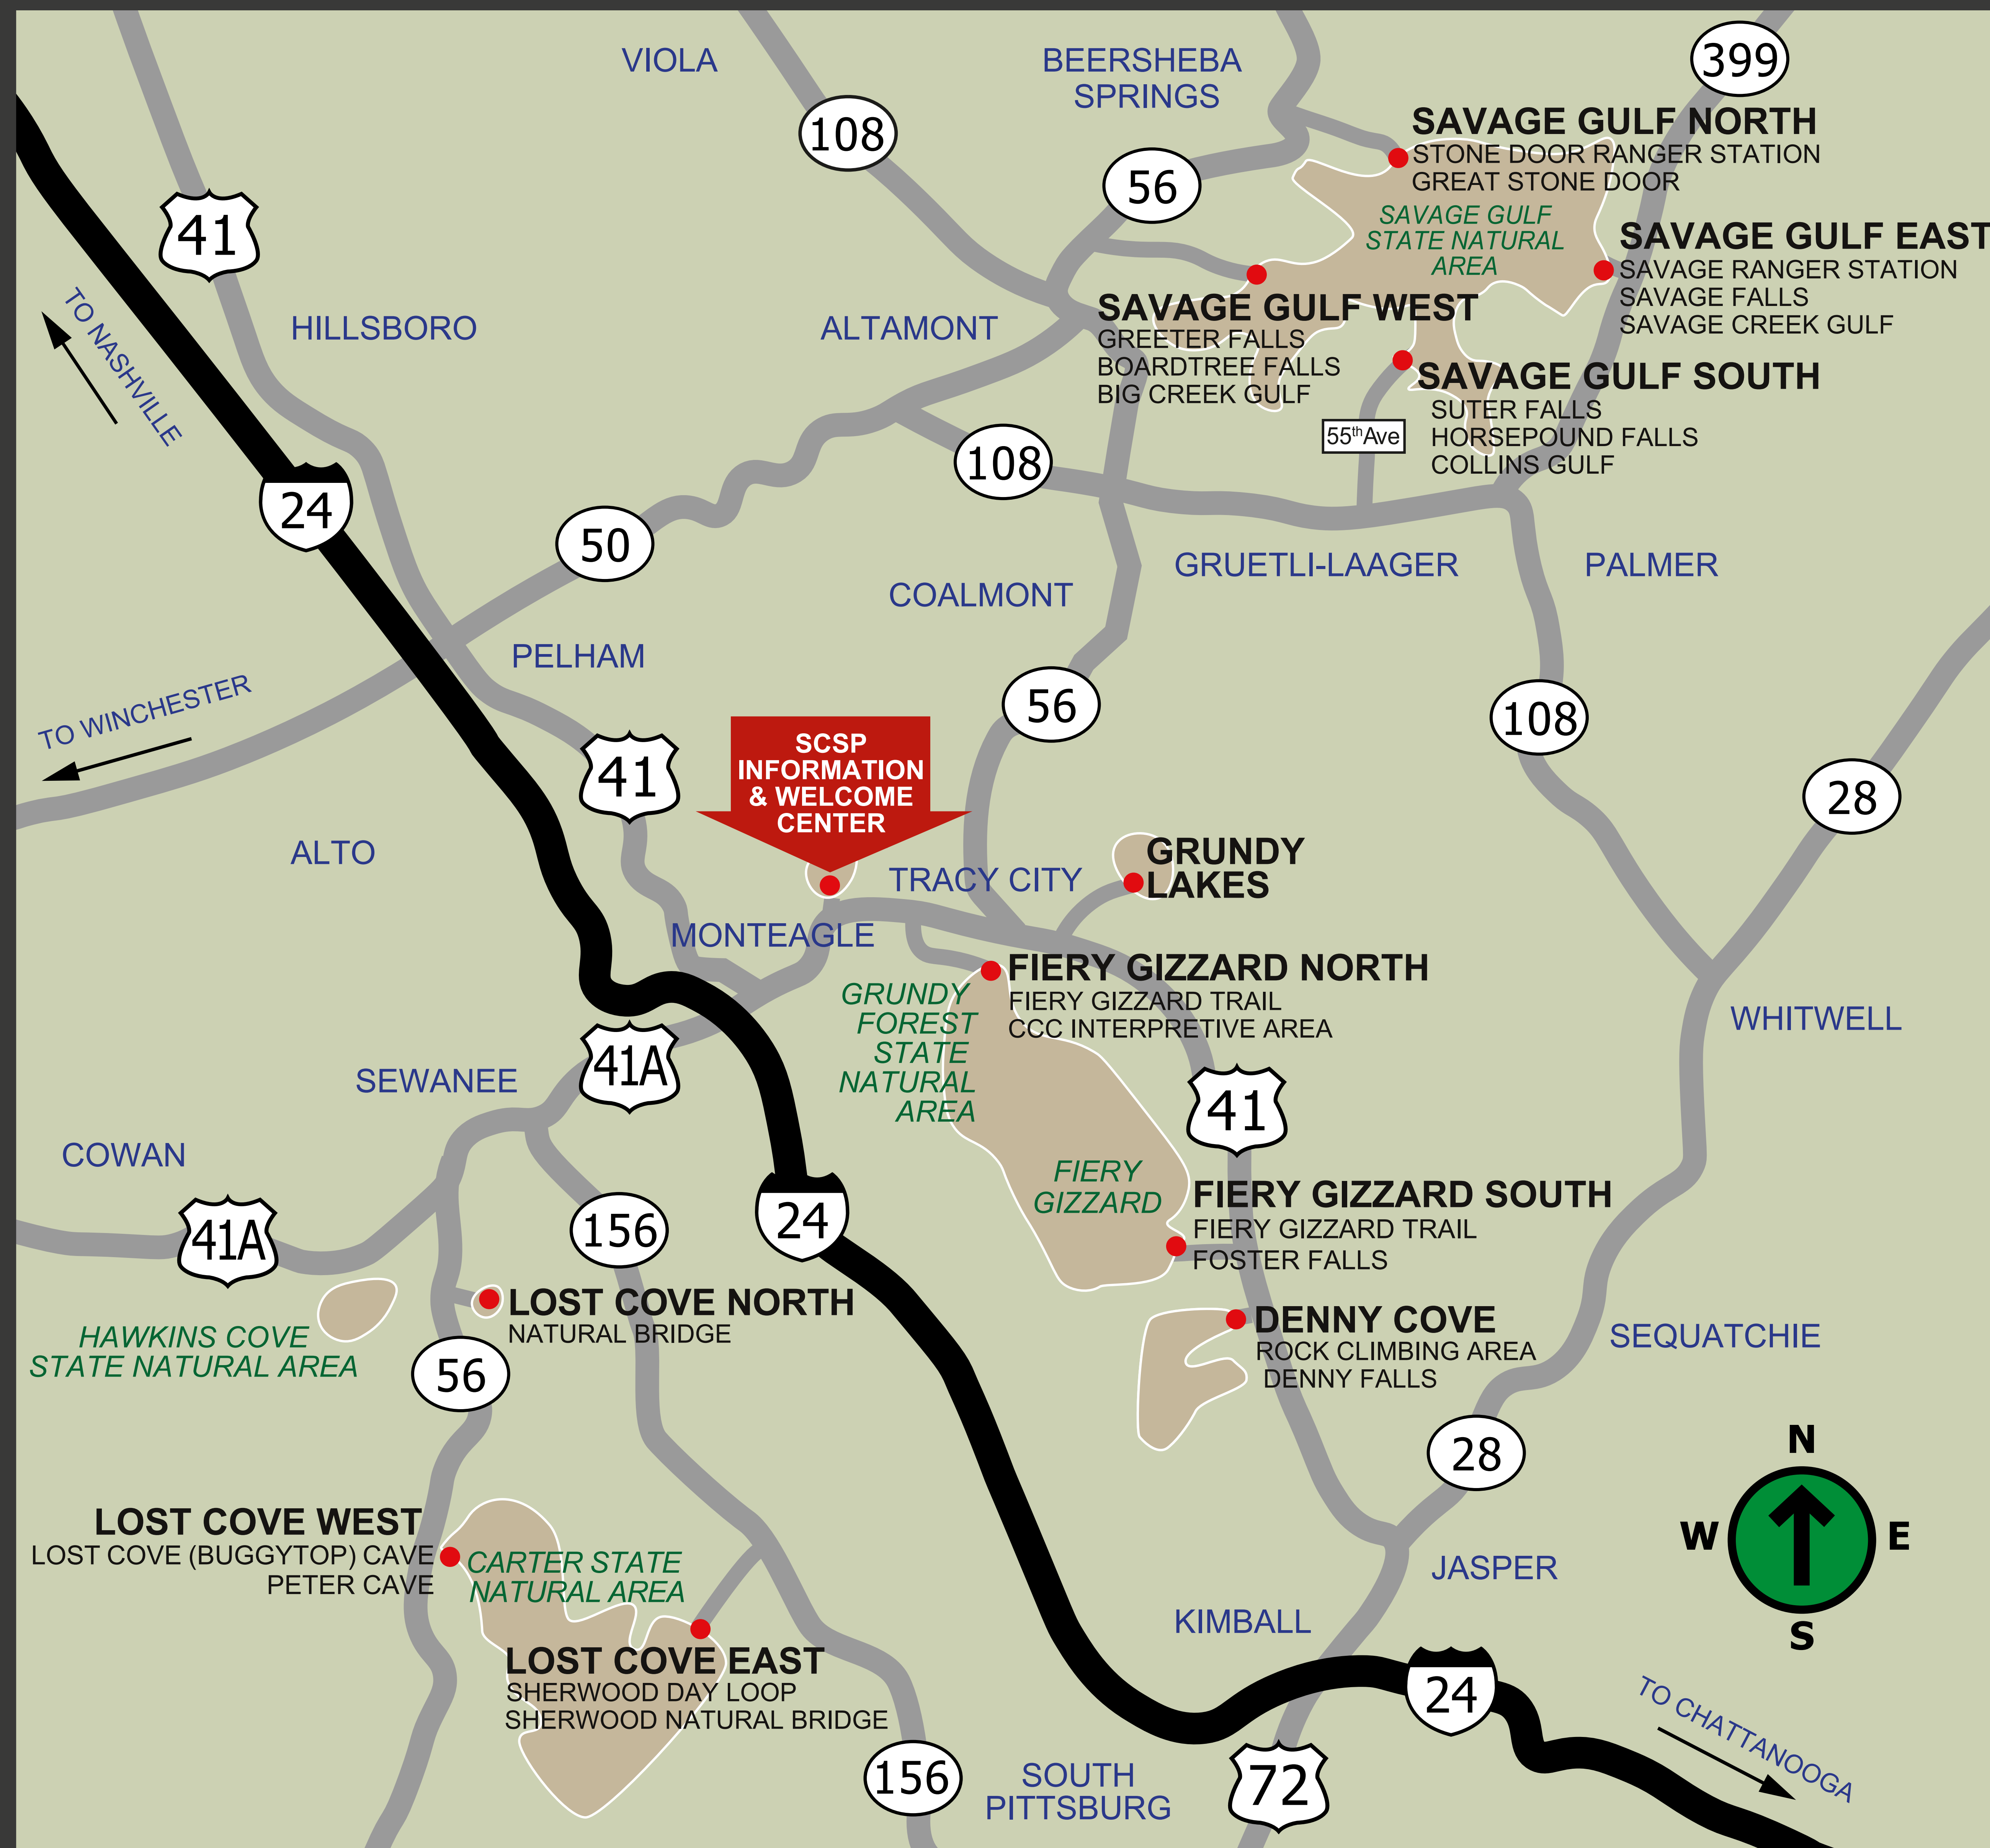 VIOLA
BEERSHEBA
SPRINGS
399
108
56
SAVAGE GULF NORTH
STONE DOOR RANGER STATION
GREAT STONE DOOR
SAVAGE GULF
STATE NATURAL
AREA
41
SAVAGE GULF EAST
SAVAGE RANGER STATION
SAVAGE FALLS
SAVAGE CREEK GULF
TO NASHVILLE
HILLSBORO
ALTAMONT
SAVAGE GULF WEST
GREETER FALLS
BOARDTREE FALLS
BIG CREEK GULF
SAVAGE GULF SOUTH
SUTER FALLS
HORSEPOUND FALLS
COLLINS GULF
55thAve
108
24
50
COALMONT
GRUETLI-LAAGER
PALMER
PELHAM
TO WINCHESTER
56
108
41
28
SCSP
INFORMATION
& WELCOME
CENTER
ALTO
TRACY CITY
GRUNDY
LAKES
MONTEAGLE
FIERY GIZZARD NORTH
FIERY GIZZARD TRAIL
CCC INTERPRETIVE AREA
GRUNDY
FOREST
STATE
NATURAL
AREA
WHITWELL
SEWANEE
41A
41
COWAN
FIERY
GIZZARD
FIERY GIZZARD SOUTH
FIERY GIZZARD TRAIL
FOSTER FALLS
41A
156
24
LOST COVE NORTH
NATURAL BRIDGE
HAWKINS COVE
STATE NATURAL AREA
DENNY COVE
ROCK CLIMBING AREA
DENNY FALLS
SEQUATCHIE
56
28
N
W
E
S
LOST COVE WEST
LOST COVE (BUGGYTOP) CAVE
PETER CAVE
CARTER STATE
NATURAL AREA
JASPER
KIMBALL
LOST COVE EAST
SHERWOOD DAY LOOP
SHERWOOD NATURAL BRIDGE
24
TO CHATTANOOGA
156
SOUTH
PITTSBURG
72